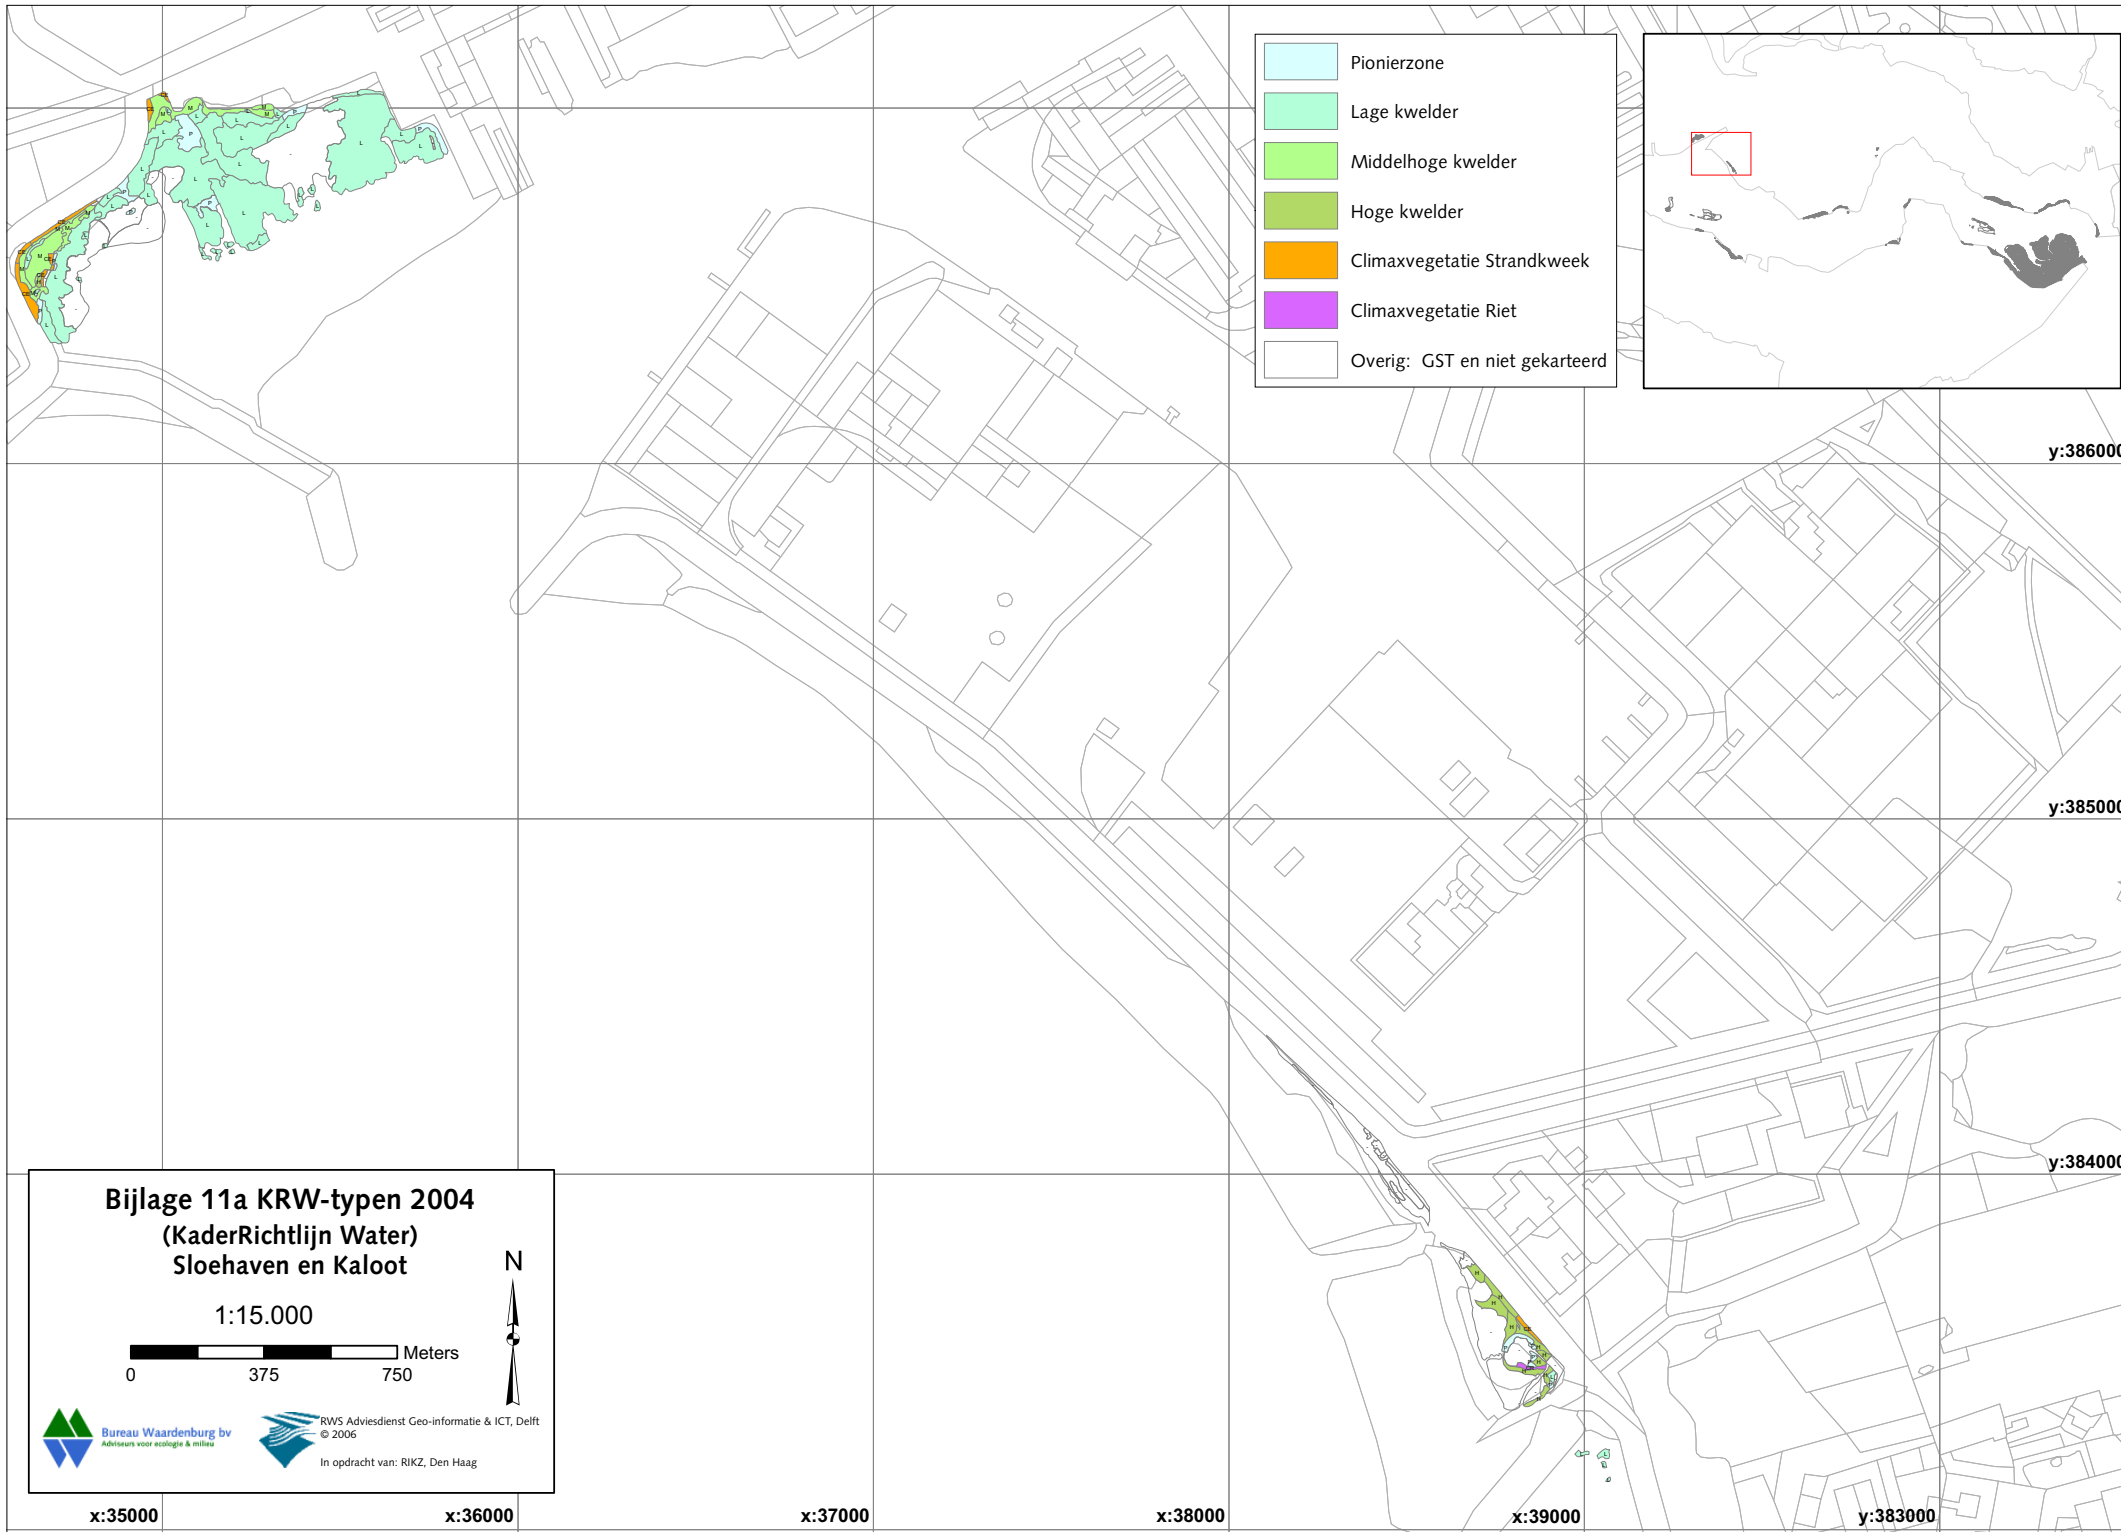 Pionierzone
Lage kwelder
Middelhoge kwelder
Hoge kwelder
Climaxvegetatie Strandkweek
Climaxvegetatie Riet
Overig: GST en niet gekarteerd
y:386000
y:385000
y:384000
Bijlage 11a KRW-typen 2004
(KaderRichtlijn Water)
Sloehaven en Kaloot
N
1:15.000
Meters
0 375 750
Bureau Waardenburg bv
Adviseurs voor ecologie & milieu
RWS Adviesdienst Geo-informatie & ICT, Delft
© 2006
In opdracht van: RIKZ, Den Haag
x:35000 x:36000 x:37000 x:38000 x:39000 y:383000